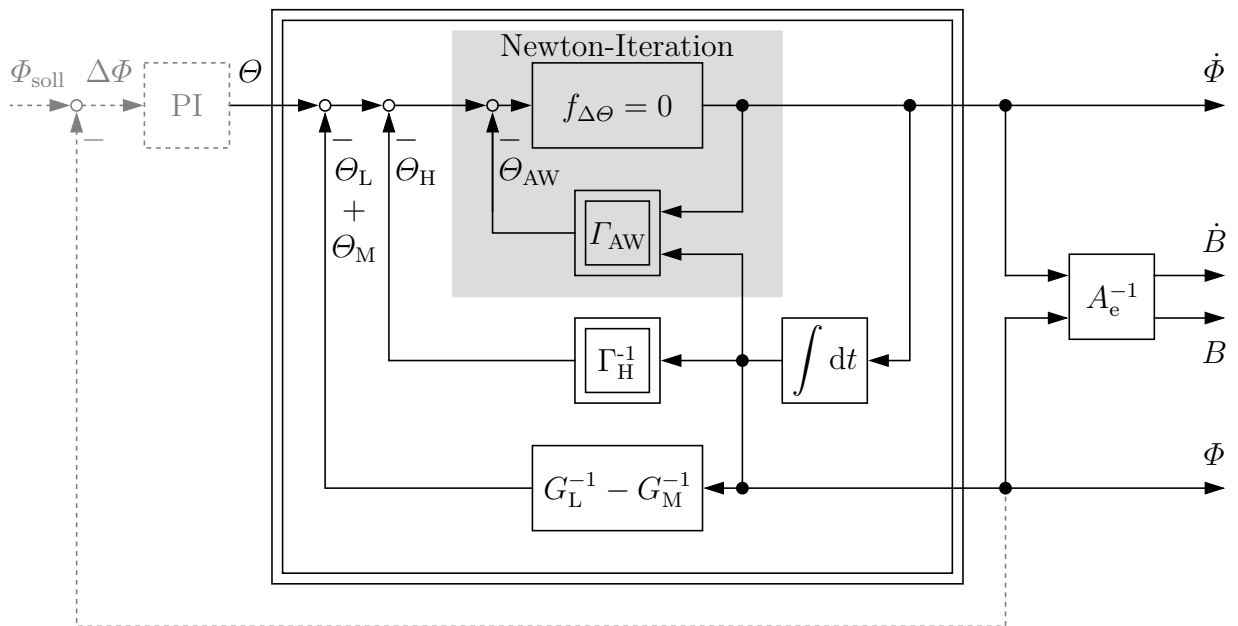 Newton-Iteration
Φ_soll
ΔΦ
−
PI
Θ
−
Θ_L
+
Θ_M
−
Θ_H
−
Θ_AW
f_ΔΘ = 0
Γ_AW
Γ_H^-1
∫ dt
G_L^−1 − G_M^−1
A_e^−1
Φ̇
Ḃ
B
Φ